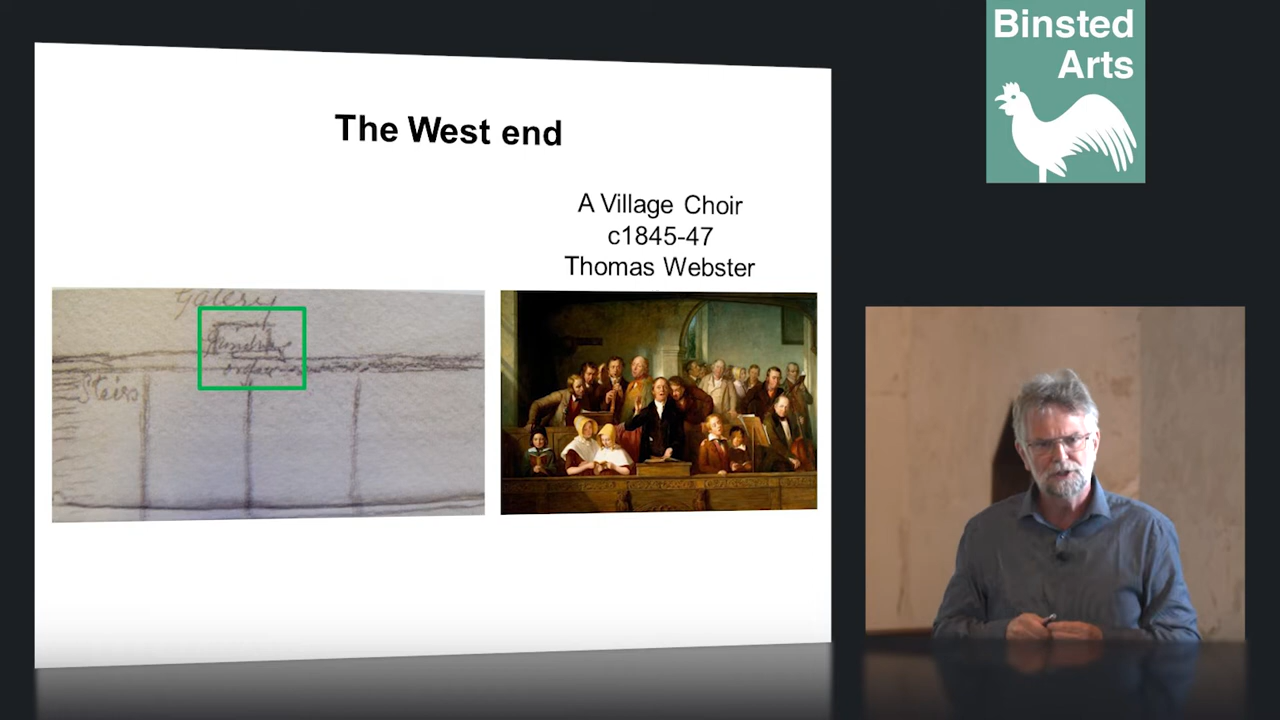 Binsted
Arts
The West end
A Village Choir
c1845-47
Thomas Webster
Galery
Stairs